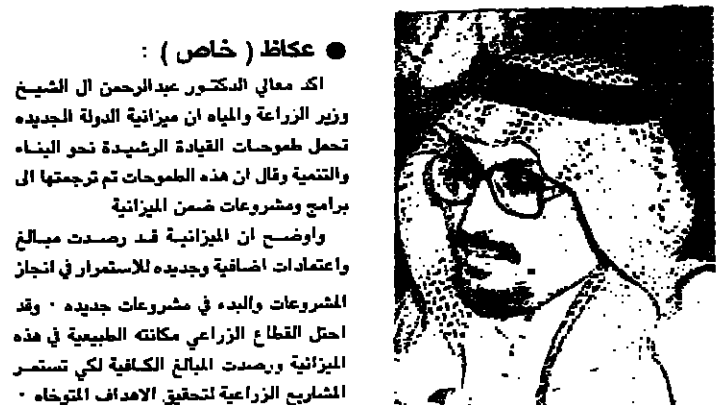 ● عكاظ ( خاص ) :
اكد معالي الدكتور عبدالرحمن ال الشيخ
وزير الزراعة والمياه ان ميزانية الدولة الجديده
تحمل طموحات القيادة الرشيدة نحو البناء
والتنمية وقال ان هذه الطموحات تم ترجمتها الى
برامج ومشروعات ضمن الميزانية
واوضح ان الميزانية قد رصدت مبالغ
واعتمادات اضافية وجديده للاستمرار في انجاز
المشروعات والبدء في مشروعات جديده · وقد
احتل القطاع الزراعي مكانته الطبيعية في هذه
الميزانية ورصدت المبالغ الكافية لكي تستمر
المشاريع الزراعية لتحقيق الاهداف المتوخاه ·